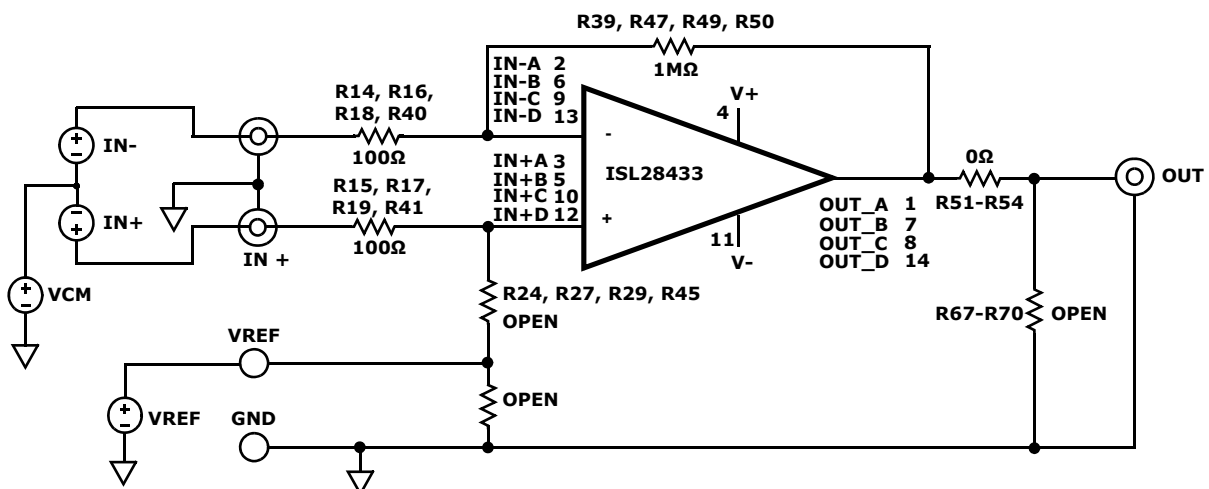 R39, R47, R49, R50
1MΩ
IN-A 2
IN-B 6
IN-C 9
IN-D 13
R14, R16,
R18, R40
100Ω
V+
4
IN-
-
ISL28433
0Ω
OUT
R51-R54
IN+A 3
IN+B 5
IN+C 10
IN+D 12
R15, R17,
R19, R41
100Ω
+
IN+
IN +
11
V-
OUT_A 1
OUT_B 7
OUT_C 8
OUT_D 14
VCM
R24, R27, R29, R45
OPEN
R67-R70 OPEN
VREF
OPEN
VREF
GND